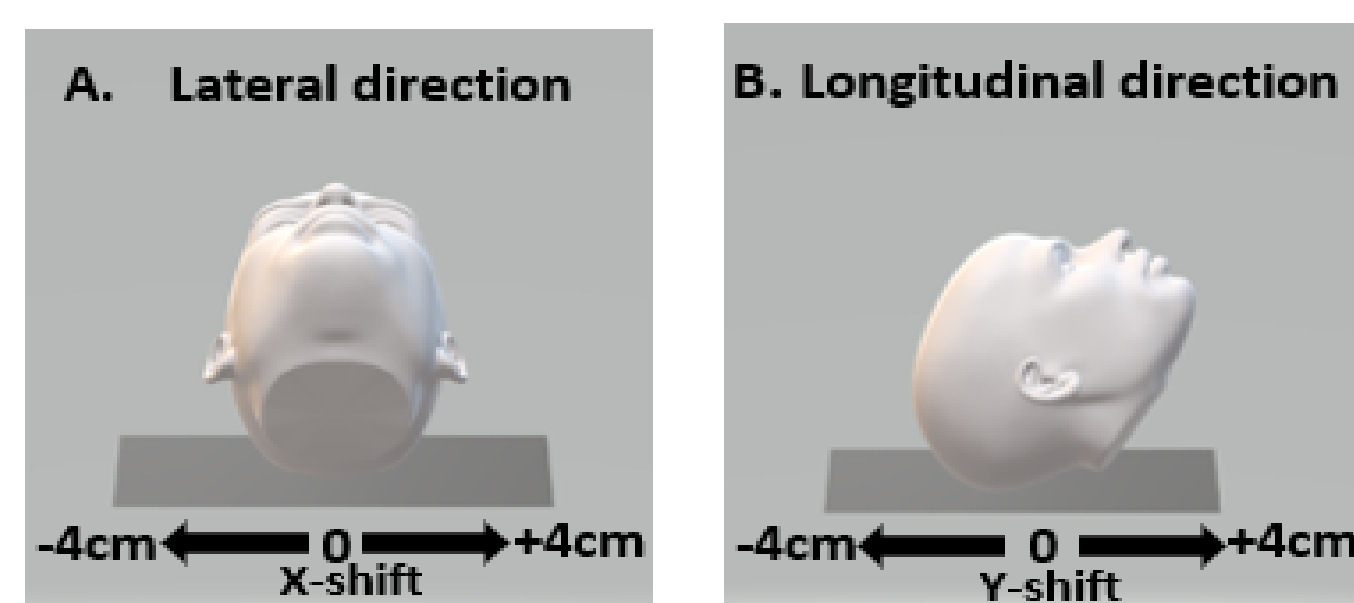 A. Lateral direction
-4cm 0 +4cm
X-shift
B. Longitudinal direction
-4cm 0 +4cm
Y-shift